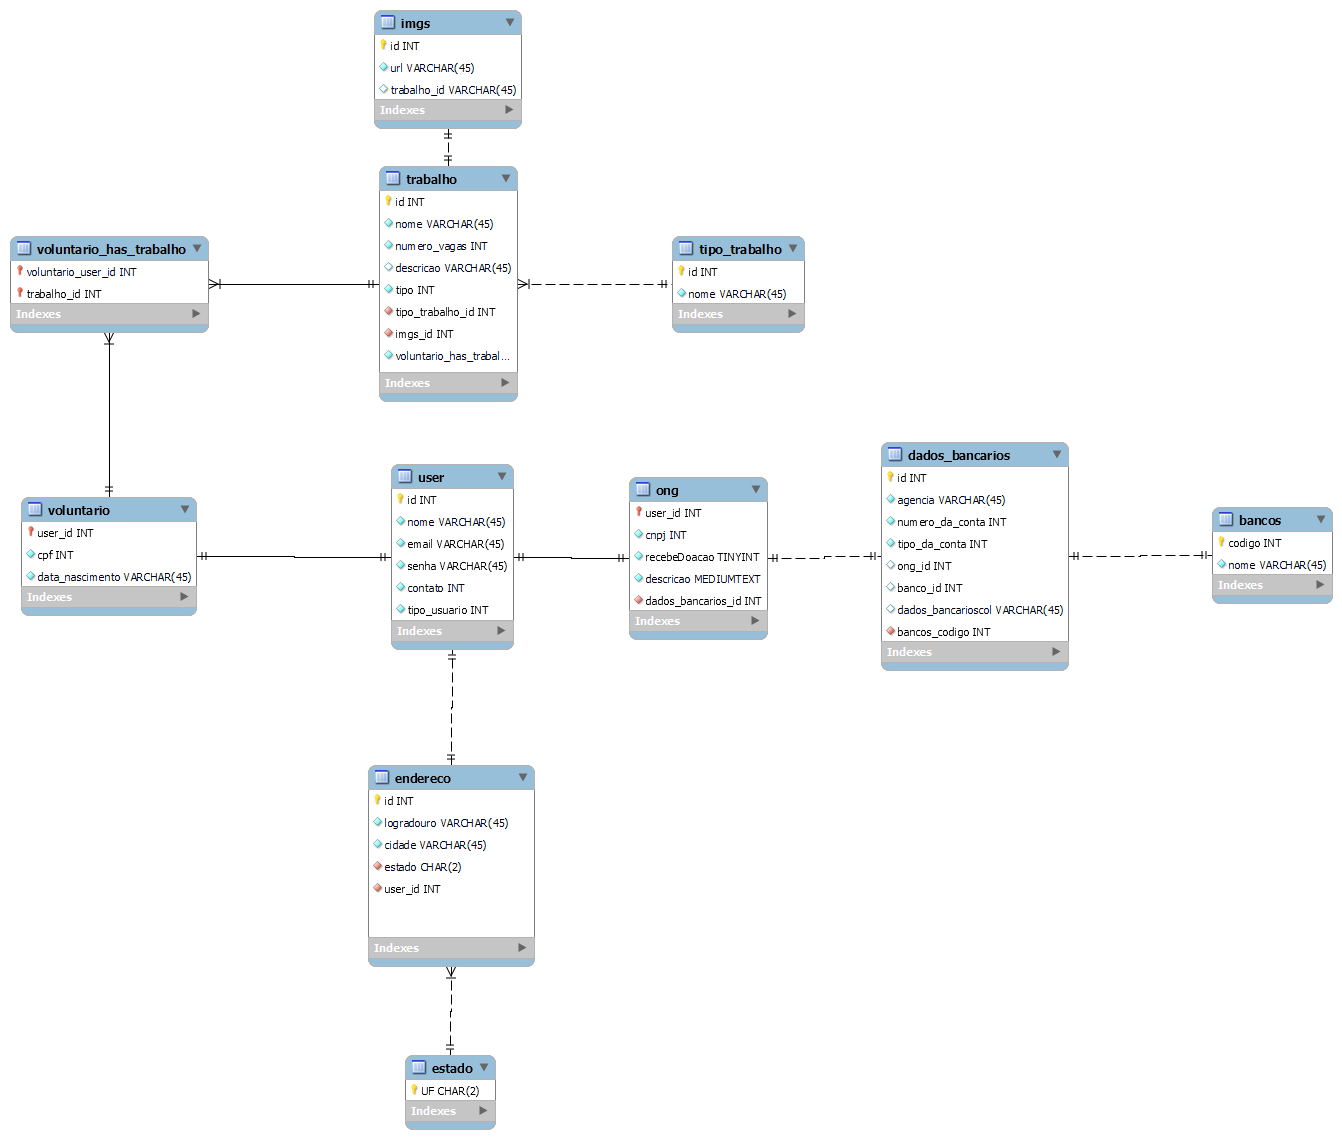 imgs
id INT
url VARCHAR(45)
trabalho_id VARCHAR(45)
Indexes
trabalho
id INT
nome VARCHAR(45)
numero_vagas INT
descricao VARCHAR(45)
tipo INT
tipo_trabalho_id INT
imgs_id INT
voluntario_has_trabal...
Indexes
voluntario_has_trabalho
voluntario_user_id INT
trabalho_id INT
Indexes
tipo_trabalho
id INT
nome VARCHAR(45)
Indexes
voluntario
user_id INT
cpf INT
data_nascimento VARCHAR(45)
Indexes
user
id INT
nome VARCHAR(45)
email VARCHAR(45)
senha VARCHAR(45)
contato INT
tipo_usuario INT
Indexes
ong
user_id INT
cnpj INT
recebeDoacao TINYINT
descricao MEDIUMTEXT
dados_bancarios_id INT
Indexes
dados_bancarios
id INT
agencia VARCHAR(45)
numero_da_conta INT
tipo_da_conta INT
ong_id INT
banco_id INT
dados_bancarioscol VARCHAR(45)
bancos_codigo INT
Indexes
bancos
codigo INT
nome VARCHAR(45)
Indexes
endereco
id INT
logradouro VARCHAR(45)
cidade VARCHAR(45)
estado CHAR(2)
user_id INT
Indexes
estado
UF CHAR(2)
Indexes